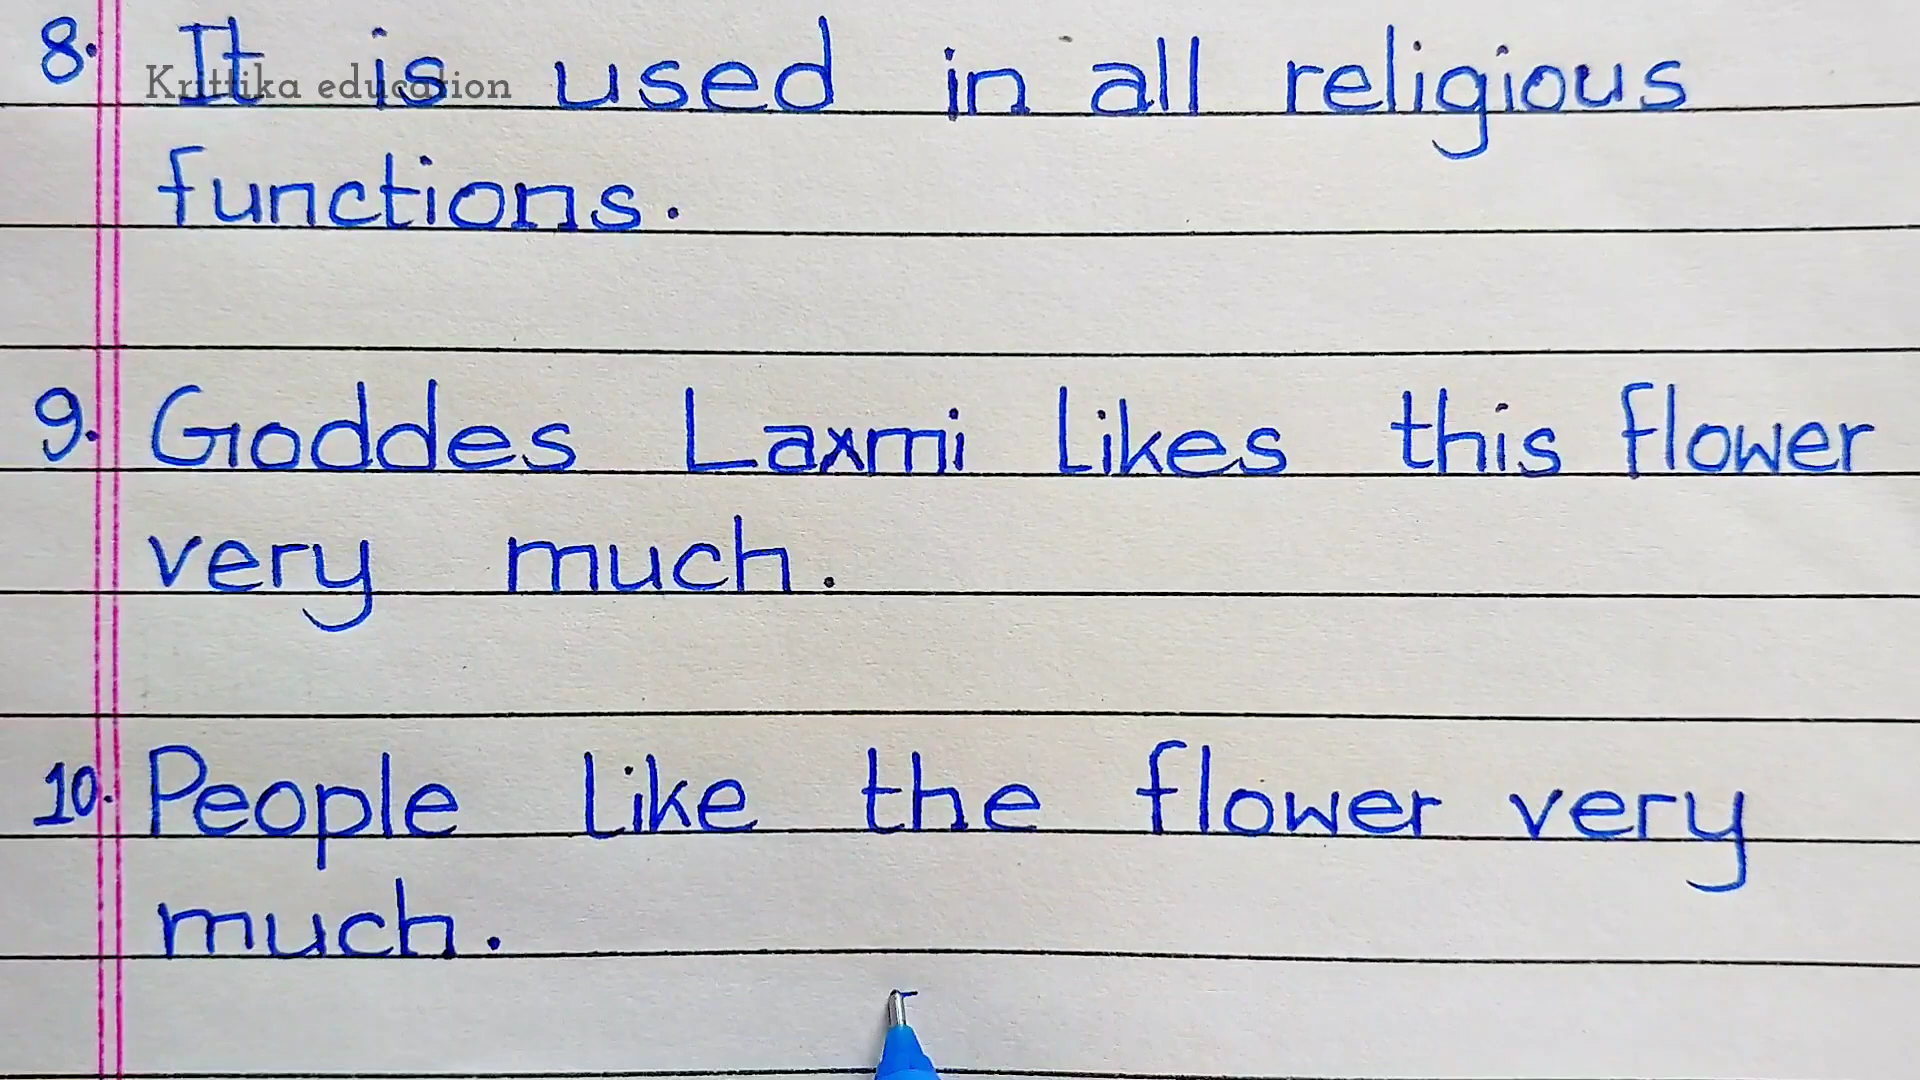 8. It is used in all religious
Krittika education
functions.
9. Goddes Laxmi likes this flower
very much.
10. People like the flower very
much.